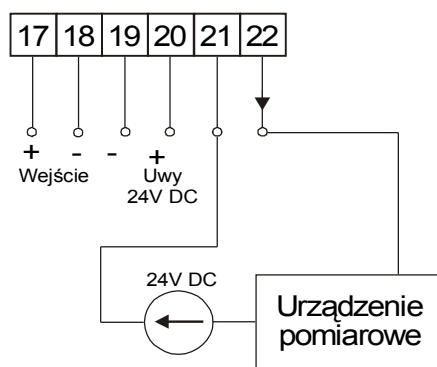 17 18 19 20 21 22
+ - - +
Wejście Uwy
24V DC
24V DC
Urządzenie
pomiarowe